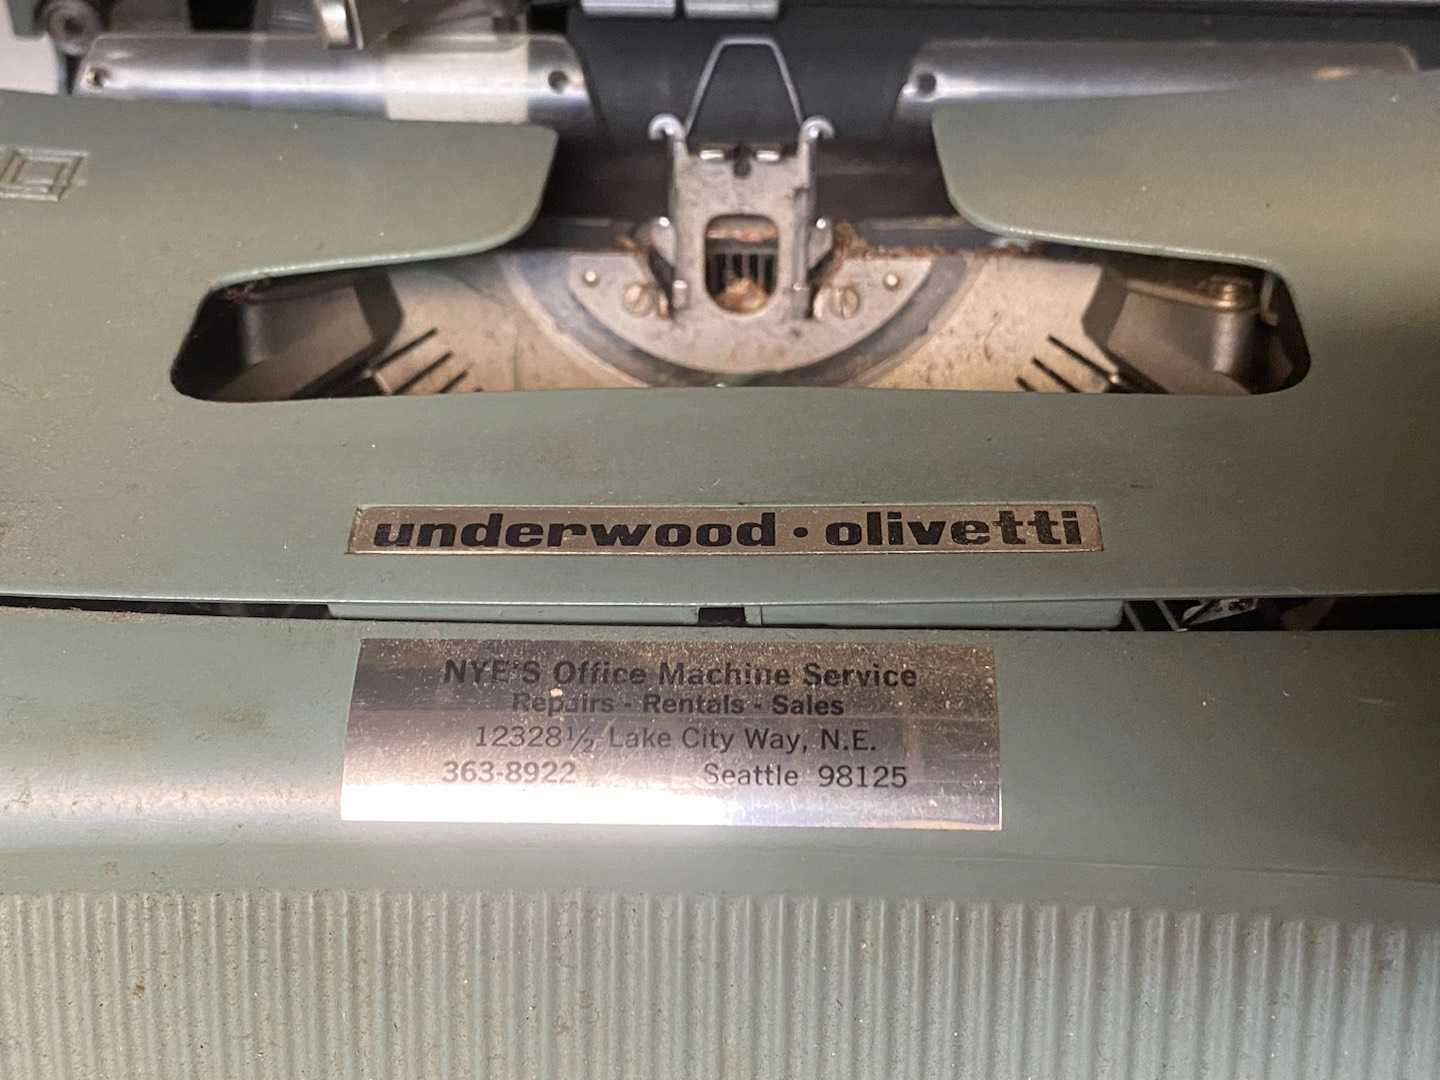 underwood · olivetti
NYE'S Office Machine Service
Repairs - Rentals - Sales
12328½ Lake City Way, N.E.
363-8922 Seattle 98125